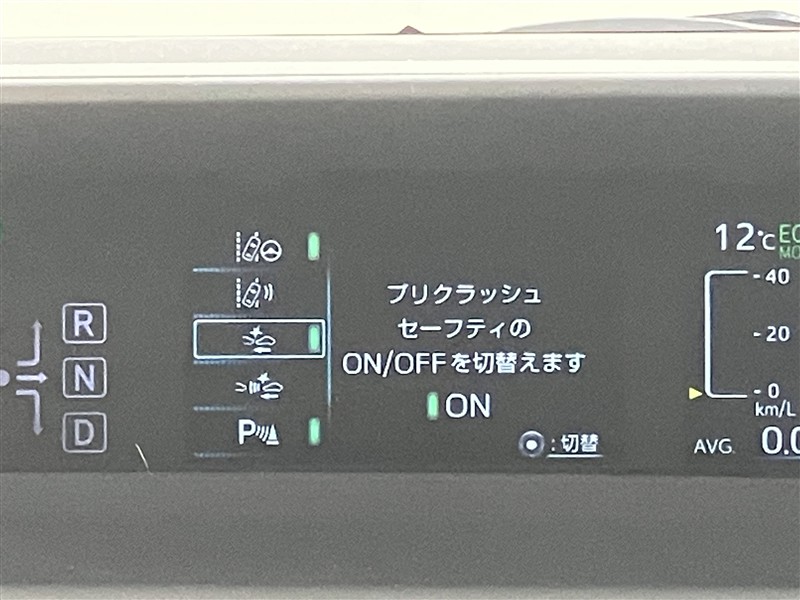 R
N
D
P
プリクラッシュ
セーフティの
ON/OFFを切替えます
ON
:切替
12℃
40
20
0
km/L
AVG.